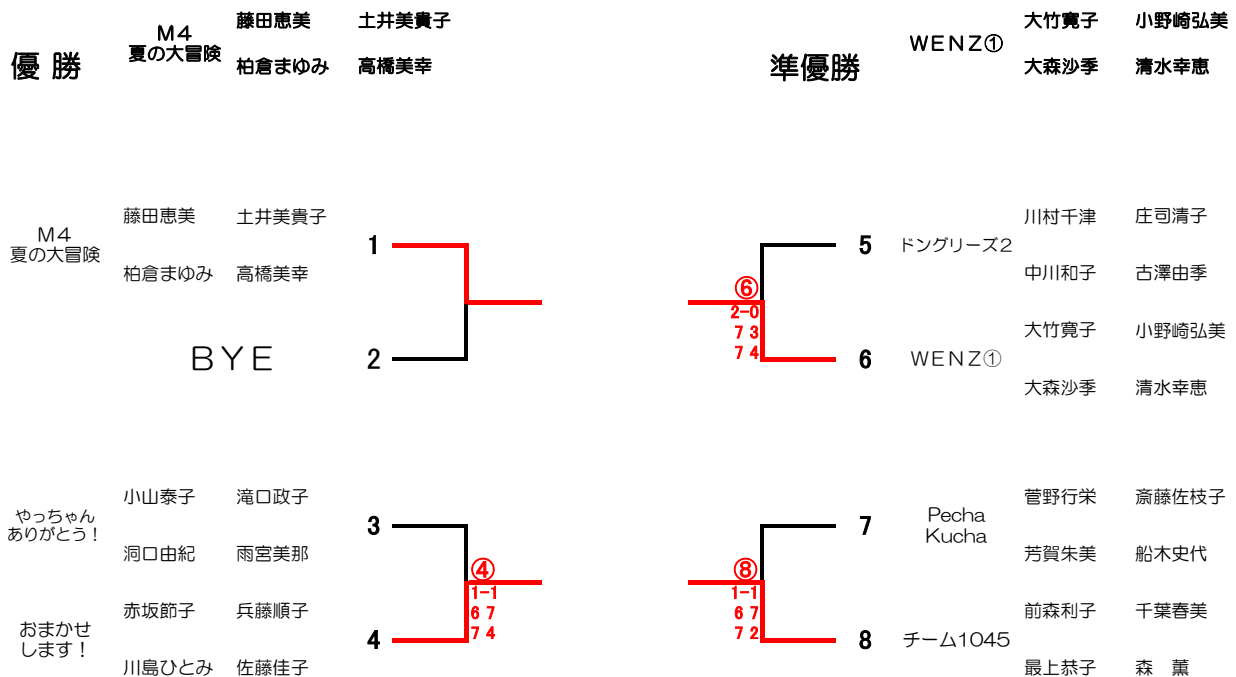 優 勝
M4
夏の大冒険
藤田恵美 土井美貴子
柏倉まゆみ 高橋美幸
準優勝
WENZ①
大竹寛子 小野崎弘美
大森沙季 清水幸恵
M4
夏の大冒険
藤田恵美 土井美貴子
柏倉まゆみ 高橋美幸
1
BYE
2
やっちゃん
ありがとう！
小山泰子 滝口政子
洞口由紀 雨宮美那
3
④
1-1
6 7
7 4
おまかせ
します！
赤坂節子 兵藤順子
川島ひとみ 佐藤佳子
4
5
ドングリーズ2
川村千津 庄司清子
中川和子 古澤由季
⑥
2-0
7 3
7 4
6
WENZ①
大竹寛子 小野崎弘美
大森沙季 清水幸恵
7
Pecha
Kucha
菅野行栄 斎藤佐枝子
芳賀朱美 船木史代
⑧
1-1
6 7
7 2
8
チーム1045
前森利子 千葉春美
最上恭子 森 薫